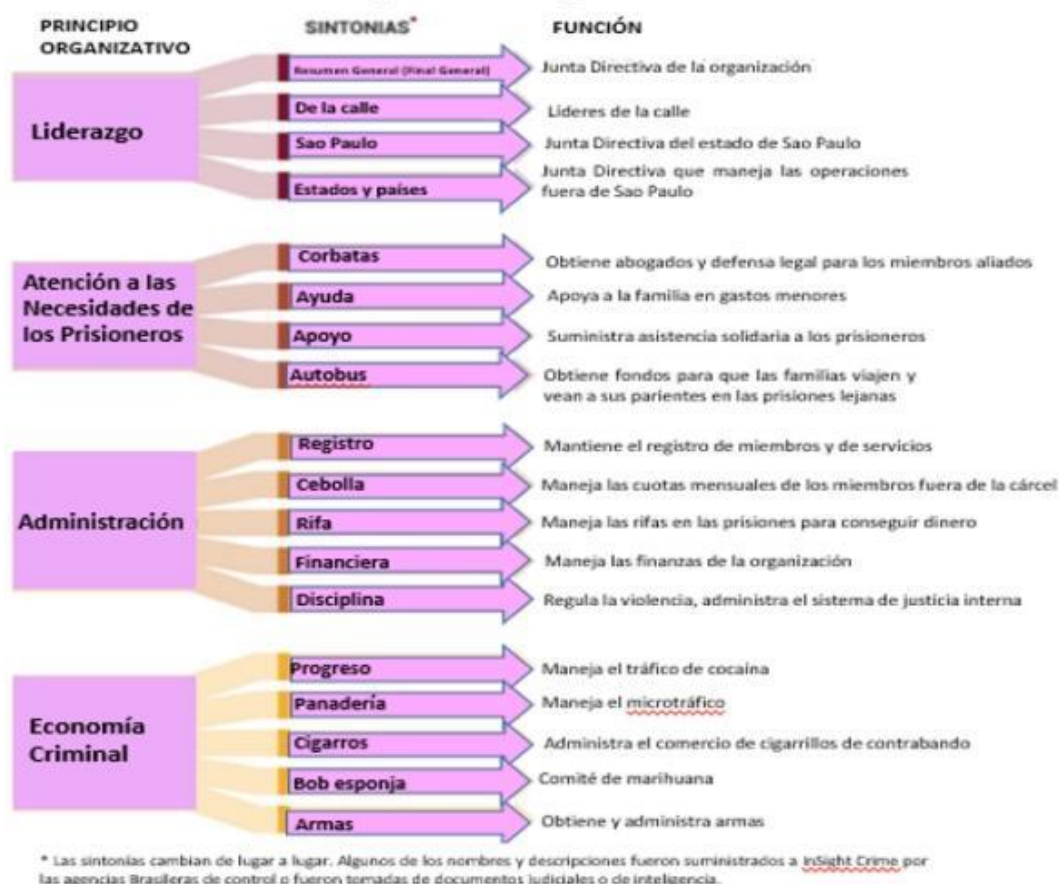 PRINCIPIO
ORGANIZATIVO
SINTONIAS*
FUNCIÓN
Liderazgo
Resumen General (Final General)
Junta Directiva de la organización
De la calle
Lideres de la calle
Sao Paulo
Junta Directiva del estado de Sao Paulo
Estados y países
Junta Directiva que maneja las operaciones
fuera de Sao Paulo
Atención a las
Necesidades de
los Prisioneros
Corbatas
Obtiene abogados y defensa legal para los miembros aliados
Ayuda
Apoya a la familia en gastos menores
Apoyo
Suministra asistencia solidaria a los prisioneros
Autobus
Obtiene fondos para que las familias viajen y
vean a sus parientes en las prisiones lejanas
Administración
Registro
Mantiene el registro de miembros y de servicios
Cebolla
Maneja las cuotas mensuales de los miembros fuera de la cárcel
Rifa
Maneja las rifas en las prisiones para conseguir dinero
Financiera
Maneja las finanzas de la organización
Disciplina
Regula la violencia, administra el sistema de justicia interna
Economía
Criminal
Progreso
Maneja el tráfico de cocaína
Panadería
Maneja el microtráfico
Cigarros
Administra el comercio de cigarrillos de contrabando
Bob esponja
Comité de marihuana
Armas
Obtiene y administra armas
* Las sintonías cambian de lugar a lugar. Algunos de los nombres y descripciones fueron suministrados a InSight Crime por
las agencias Brasileras de control o fueron tomadas de documentos judiciales o de inteligencia.